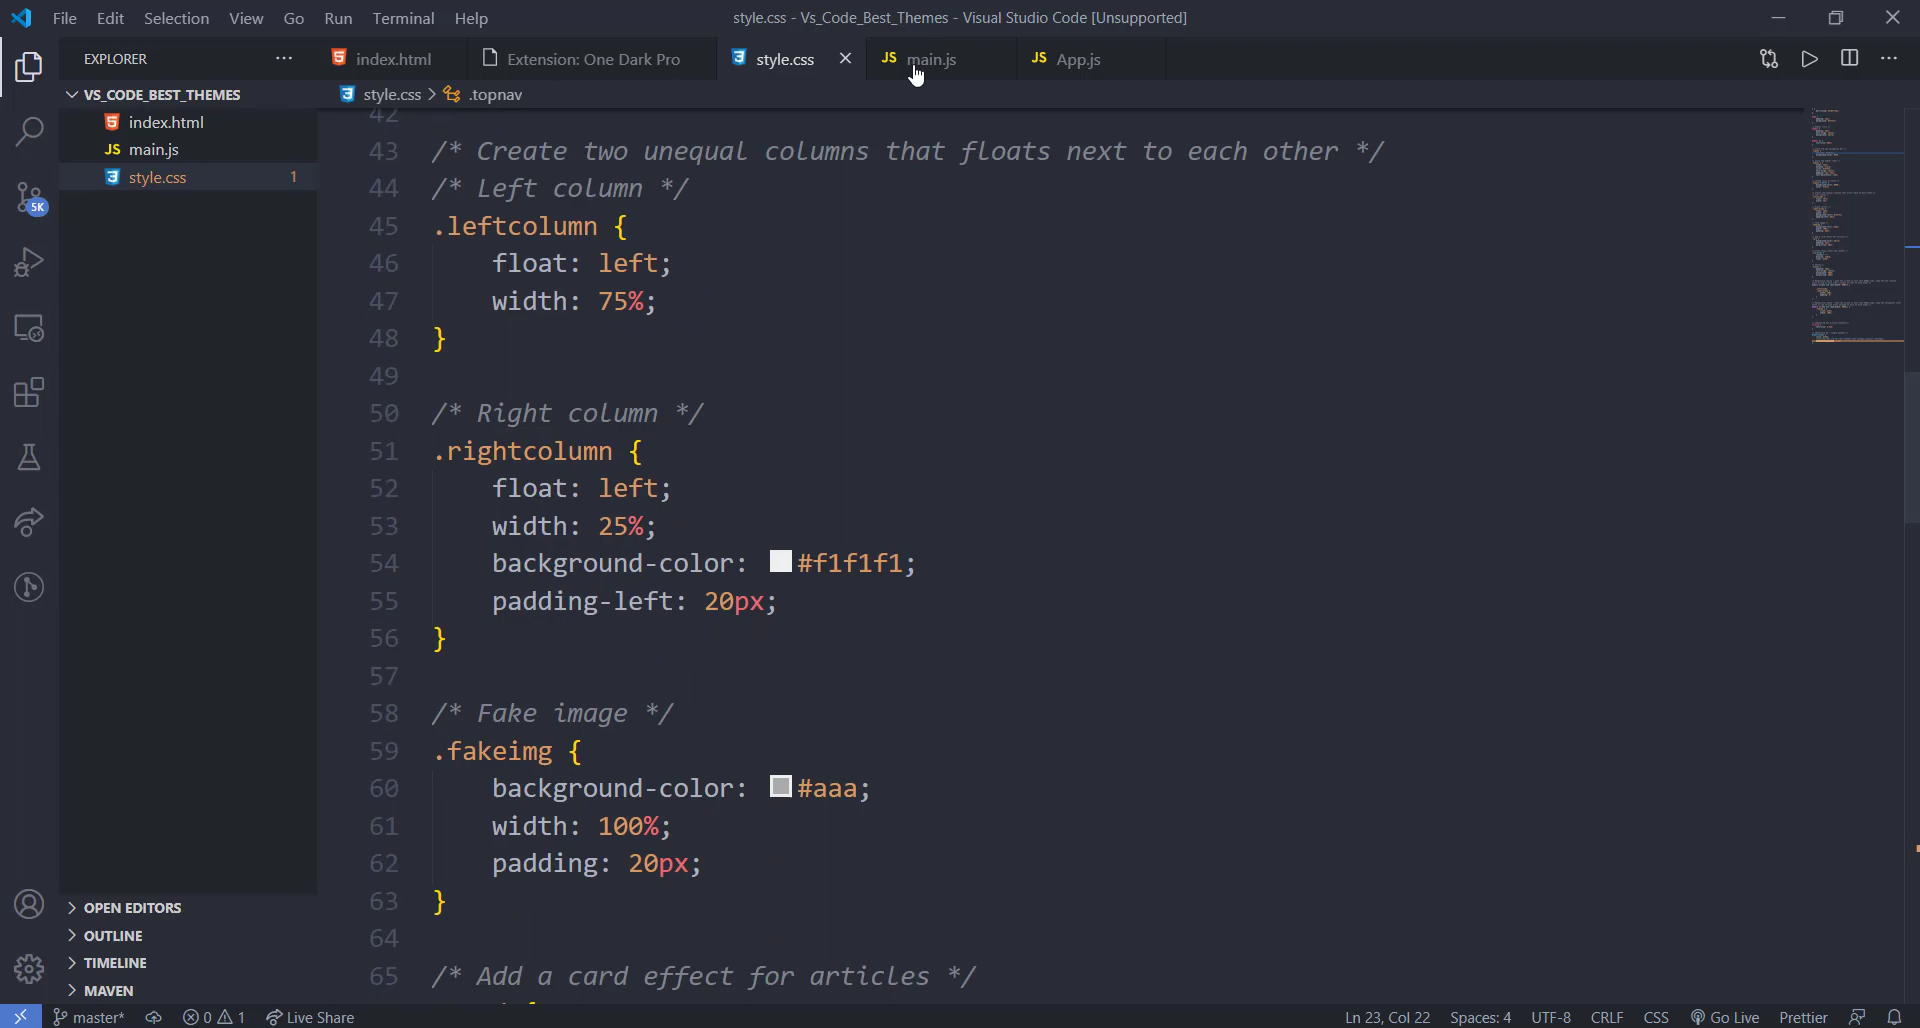 File Edit Selection View Go Run Terminal Help
style.css - Vs_Code_Best_Themes - Visual Studio Code [Unsupported]
EXPLORER
index.html
Extension: One Dark Pro
style.css
JS main.js
JS App.js
VS_CODE_BEST_THEMES
style.css > .topnav
index.html
JS main.js
style.css 1
5K
42
43 /* Create two unequal columns that floats next to each other */
44 /* Left column */
45 .leftcolumn {
46 float: left;
47 width: 75%;
48 }
49
50 /* Right column */
51 .rightcolumn {
52 float: left;
53 width: 25%;
54 background-color: #f1f1f1;
55 padding-left: 20px;
56 }
57
58 /* Fake image */
59 .fakeimg {
60 background-color: #aaa;
61 width: 100%;
62 padding: 20px;
63 }
64
65 /* Add a card effect for articles */
OPEN EDITORS
OUTLINE
TIMELINE
MAVEN
master* 0 1 Live Share
Ln 23, Col 22 Spaces: 4 UTF-8 CRLF CSS Go Live Prettier